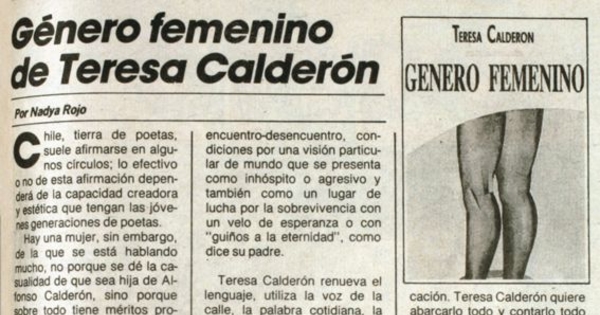 Género femenino
de Teresa Calderón
Por Nadya Rojo
Chile, tierra de poetas,
suele afirmarse en algu-
nos círculos; lo efectivo
o no de esta afirmación depen-
derá de la capacidad creadora
y estética que tengan las jóve-
nes generaciones de poetas.
Hay una mujer, sin embargo,
de la que se está hablando
mucho, no porque se dé la ca-
sualidad de que sea hija de Al-
fonso Calderón, sino porque
sobre todo tiene méritos pro-
encuentro-desencuentro, con-
diciones por una visión particu-
lar de mundo que se presenta
como inhóspito o agresivo y
también como un lugar de
lucha por la sobrevivencia con
un velo de esperanza o con
"guiños a la eternidad", como
dice su padre.
Teresa Calderón renueva el
lenguaje, utiliza la voz de la
calle, la palabra cotidiana, la
TERESA CALDERON
GENERO FEMENINO
cación. Teresa Calderón quiere
abarcarlo todo y contarlo todo